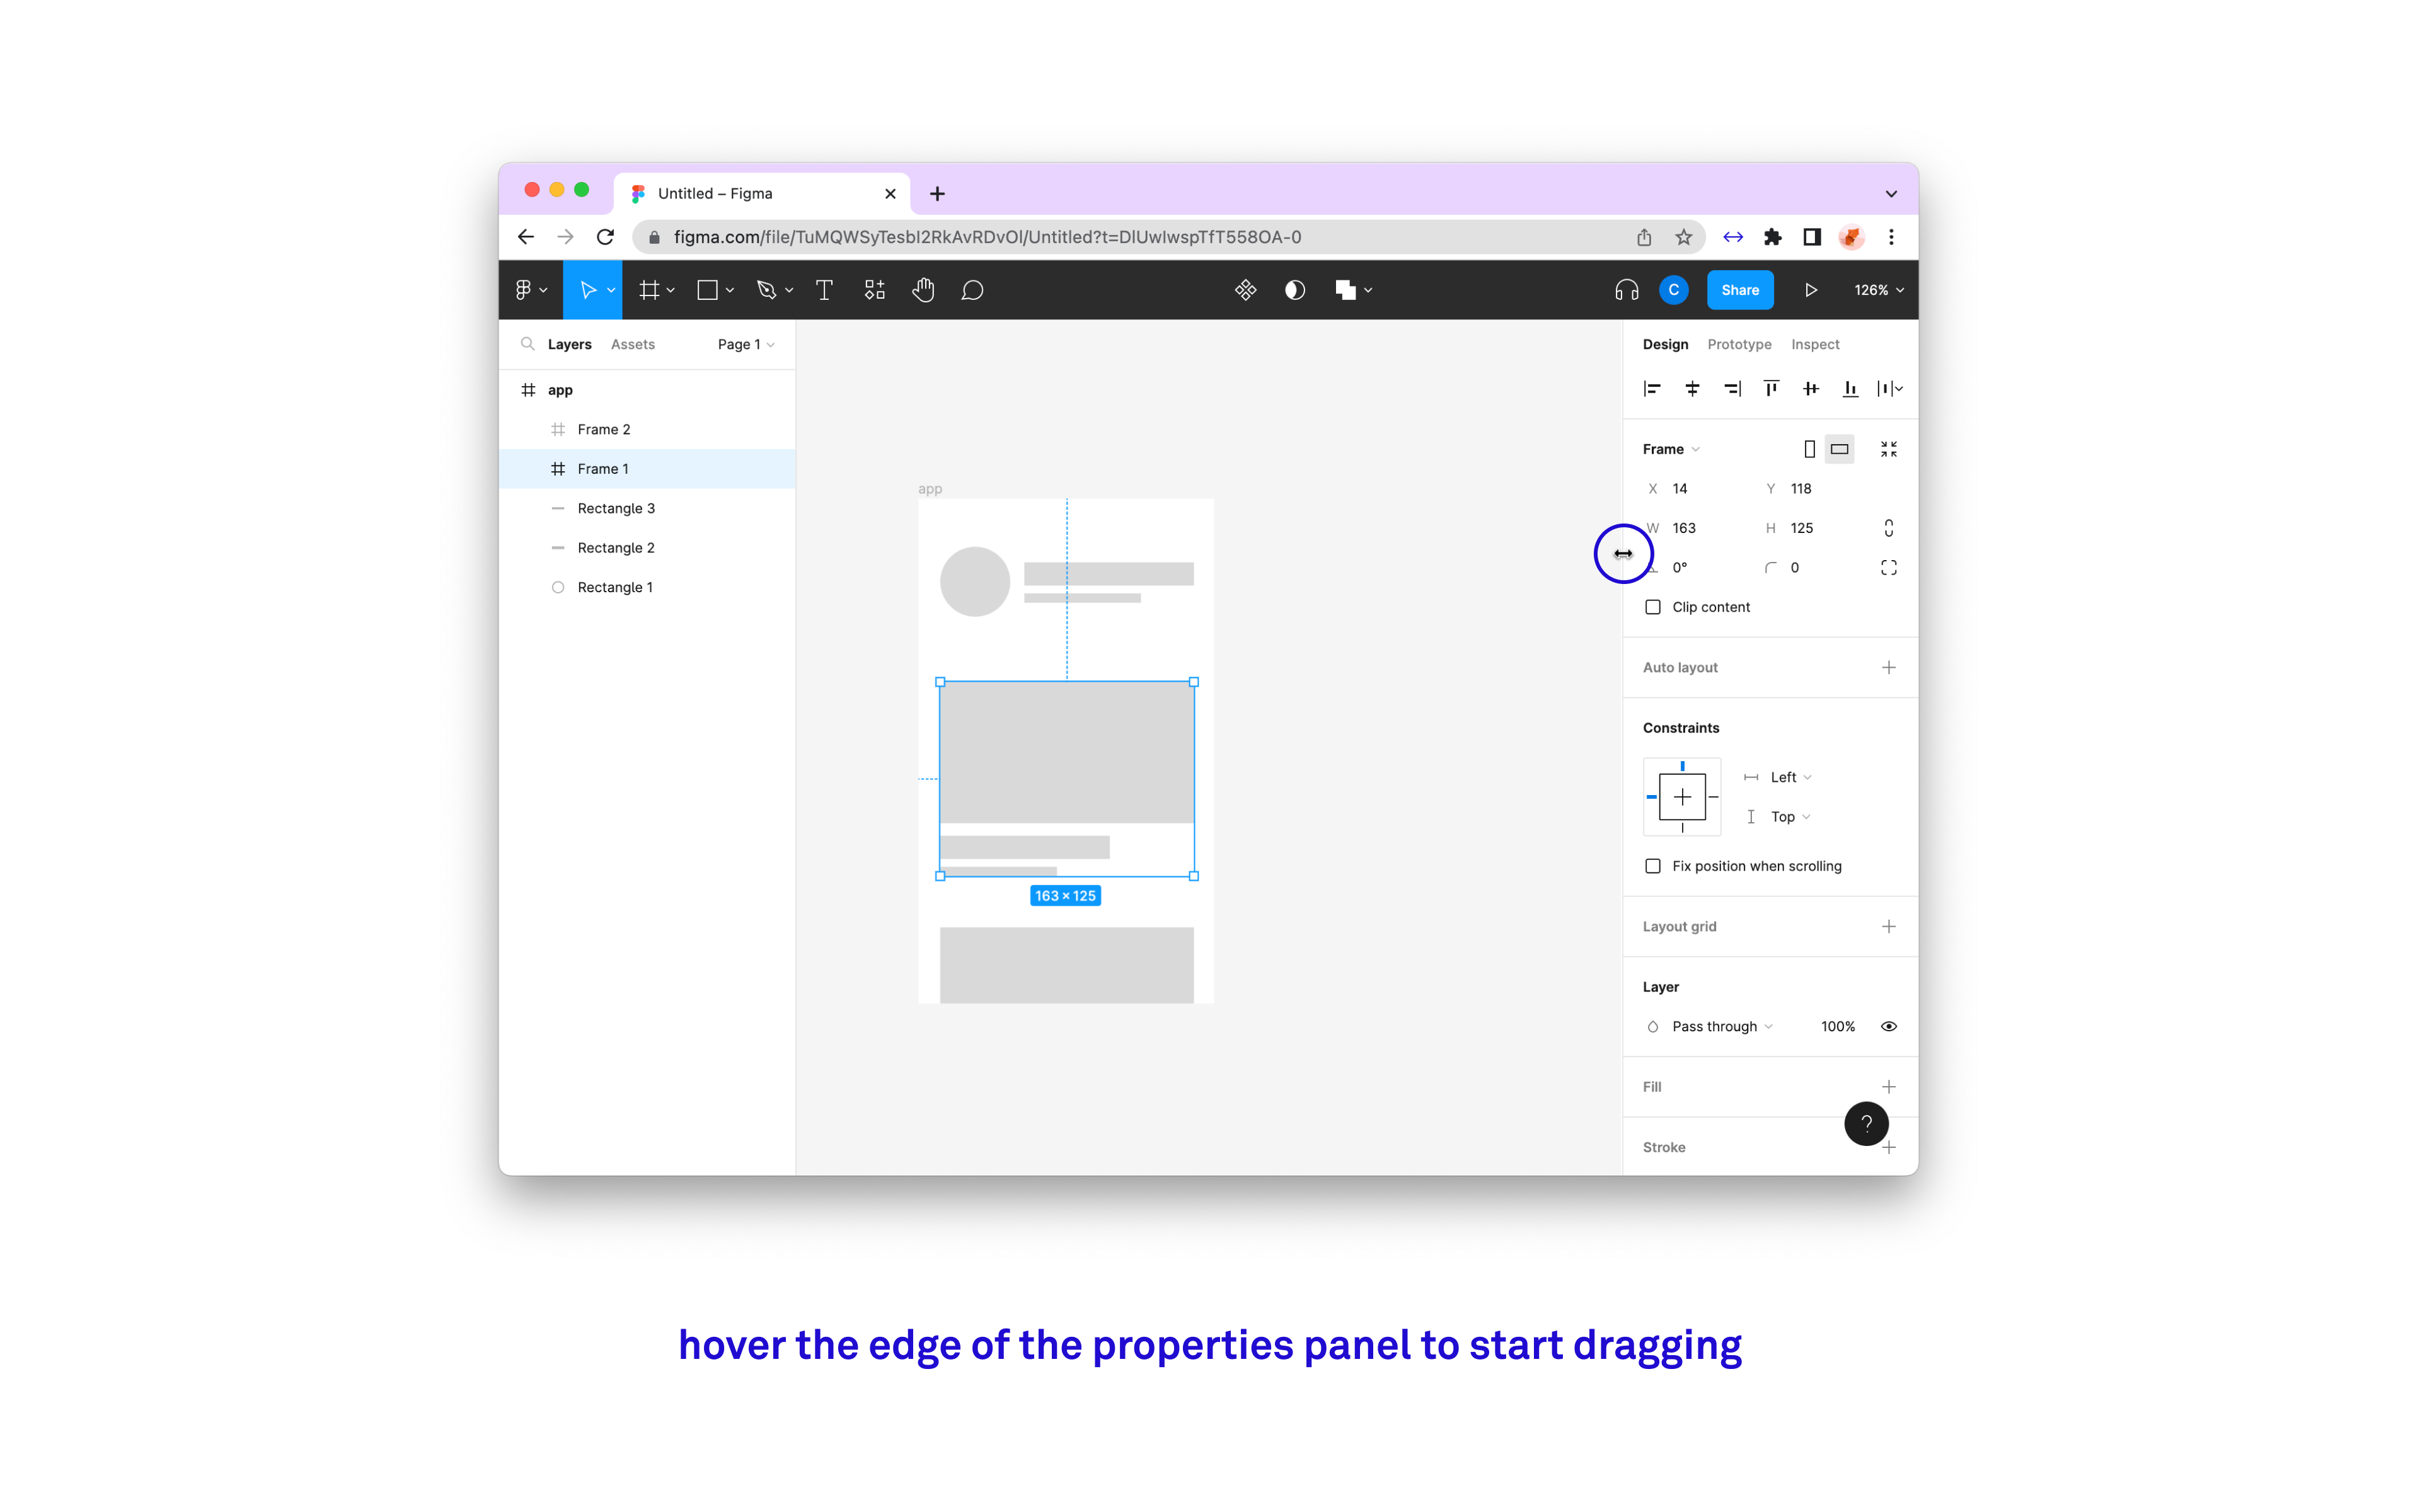 Untitled – Figma
figma.com/file/TuMQWSyTesbI2RkAvRDvOl/Untitled?t=DlUwIwspTfT558OA-0
C
Share
126%
Layers Assets Page 1
app
Frame 2
Frame 1
Rectangle 3
Rectangle 2
Rectangle 1
app
163 × 125
Design Prototype Inspect
Frame
X 14 Y 118
W 163 H 125
0° 0
Clip content
Auto layout
Constraints
Left
Top
Fix position when scrolling
Layout grid
Layer
Pass through 100%
Fill
?
Stroke
hover the edge of the properties panel to start dragging